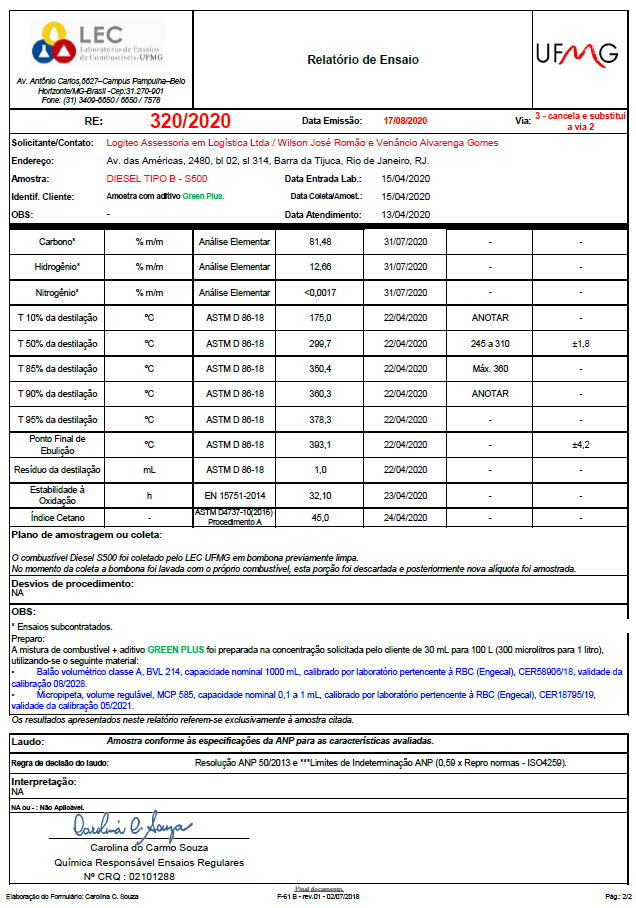 LEC
Laboratório de Ensaios
de Combustíveis-UFMG
Av. Antônio Carlos,6627–Campus Pampulha–Belo
Horizonte/MG-Brasil -Cep:31.270-901
Fone: (31) 3409-6650 / 6650 / 7578
Relatório de Ensaio
UFMG
RE: 320/2020 Data Emissão: 17/08/2020 Via: 3 - cancela e substitui
a via 2
Solicitante/Contato: Logitec Assessoria em Logística Ltda / Wilson José Romão e Venâncio Alvarenga Gomes
Endereço: Av. das Américas, 2480, bl 02, sl 314, Barra da Tijuca, Rio de Janeiro, RJ.
Amostra: DIESEL TIPO B - S500 Data Entrada Lab.: 15/04/2020
Identif. Cliente: Amostra com aditivo Green Plus. Data Coleta/Amost.: 15/04/2020
OBS: - Data Atendimento: 13/04/2020
Carbono* % m/m Análise Elementar 81,48 31/07/2020 - -
Hidrogênio* % m/m Análise Elementar 12,66 31/07/2020 - -
Nitrogênio* % m/m Análise Elementar <0,0017 31/07/2020 - -
T 10% da destilação ºC ASTM D 86-18 175,0 22/04/2020 ANOTAR -
T 50% da destilação ºC ASTM D 86-18 299,7 22/04/2020 245 a 310 ±1,8
T 85% da destilação ºC ASTM D 86-18 350,4 22/04/2020 Máx. 360 -
T 90% da destilação ºC ASTM D 86-18 360,3 22/04/2020 ANOTAR -
T 95% da destilação ºC ASTM D 86-18 378,3 22/04/2020 - -
Ponto Final de
Ebulição ºC ASTM D 86-18 393,1 22/04/2020 - ±4,2
Resíduo da destilação mL ASTM D 86-18 1,0 22/04/2020 - -
Estabilidade à
Oxidação h EN 15751-2014 32,10 23/04/2020 - -
Índice Cetano - ASTM D4737-10(2016)
Procedimento A 45,0 24/04/2020 - -
Plano de amostragem ou coleta:
O combustível Diesel S500 foi coletado pelo LEC UFMG em bombona previamente limpa.
No momento da coleta a bombona foi lavada com o próprio combustível, esta porção foi descartada e posteriormente nova alíquota foi amostrada.
Desvios de procedimento:
NA
OBS:
* Ensaios subcontratados.
Preparo:
A mistura de combustível + aditivo GREEN PLUS foi preparada na concentração solicitada pelo cliente de 30 mL para 100 L (300 microlitros para 1 litro),
utilizando-se o seguinte material:
• Balão volumétrico classe A, BVL 214, capacidade nominal 1000 mL, calibrado por laboratório pertencente à RBC (Engecal), CER58906/18, validade da
calibração 08/2028.
• Micropipeta, volume regulável, MCP 585, capacidade nominal 0,1 a 1 mL, calibrado por laboratório pertencente à RBC (Engecal), CER18795/19,
validade da calibração 05/2021.
Os resultados apresentados neste relatório referem-se exclusivamente à amostra citada.
Laudo: Amostra conforme às especificações da ANP para as características avaliadas.
Regra de decisão do laudo: Resolução ANP 50/2013 e ***Limites de Indeterminação ANP (0,59 x Repro normas - ISO4259).
Interpretação:
NA
NA ou - : Não Aplicável.
Carolina C. Souza
Carolina do Carmo Souza
Química Responsável Ensaios Regulares
Nº CRQ : 02101288
Final documento.
Elaboração do Formulário: Carolina C. Souza F-61 B - rev.01 - 02/07/2018 Pág.: 2/2